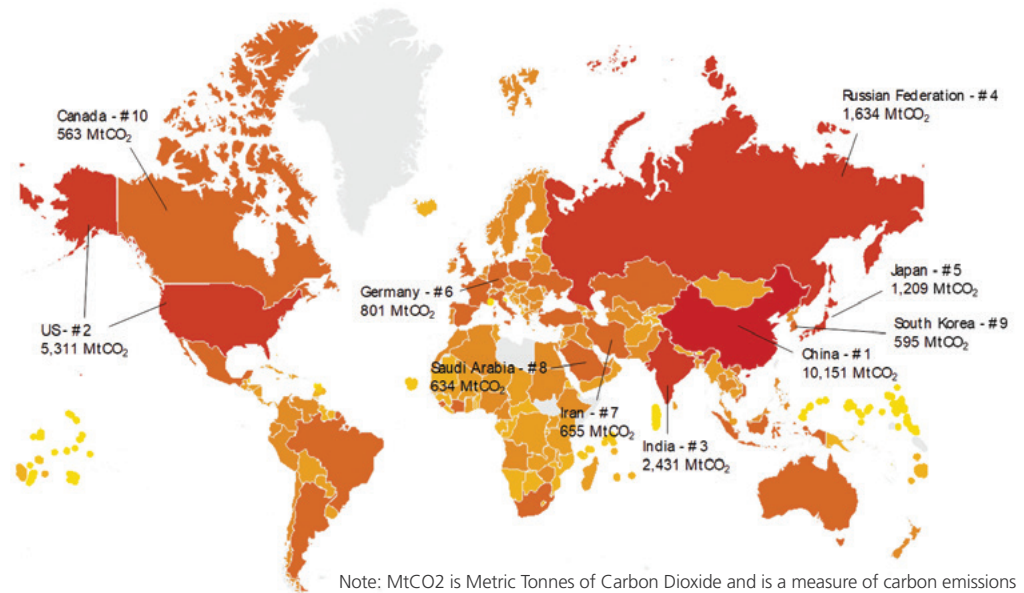 Canada - #10
563 MtCO₂
Russian Federation - #4
1,634 MtCO₂
Japan - #5
1,209 MtCO₂
Germany - #6
801 MtCO₂
South Korea - #9
595 MtCO₂
US- #2
5,311 MtCO₂
China - #1
10,151 MtCO₂
Saudi Arabia - #8
634 MtCO₂
Iran - #7
655 MtCO₂
India - #3
2,431 MtCO₂
Note: MtCO2 is Metric Tonnes of Carbon Dioxide and is a measure of carbon emissions